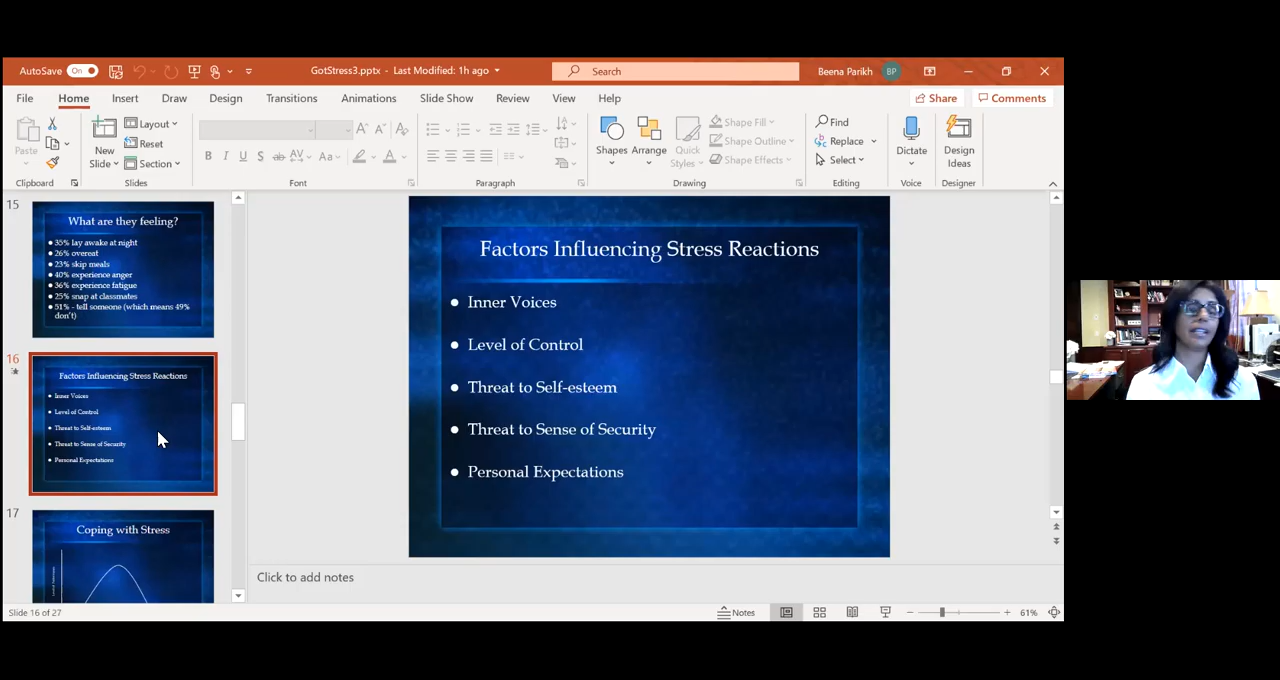 AutoSave On GotStress3.pptx - Last Modified: 1h ago Search Beena Parikh BP
File Home Insert Draw Design Transitions Animations Slide Show Review View Help Share Comments
Paste
New
Slide
Layout
Reset
Section
B I U S ab AV Aa A
Shapes
Arrange
Quick
Styles
Shape Fill
Shape Outline
Shape Effects
Find
Replace
Select
Dictate
Design
Ideas
Clipboard Slides Font Paragraph Drawing Editing Voice Designer
15
What are they feeling?
35% lay awake at night
26% overeat
23% skip meals
40% experience anger
36% experience fatigue
25% snap at classmates
51% - tell someone (which means 49%
don't)
16
Factors Influencing Stress Reactions
Inner Voices
Level of Control
Threat to Self-esteem
Threat to Sense of Security
Personal Expectations
17
Coping with Stress
Factors Influencing Stress Reactions
Inner Voices
Level of Control
Threat to Self-esteem
Threat to Sense of Security
Personal Expectations
Click to add notes
Slide 16 of 27 Notes 61%